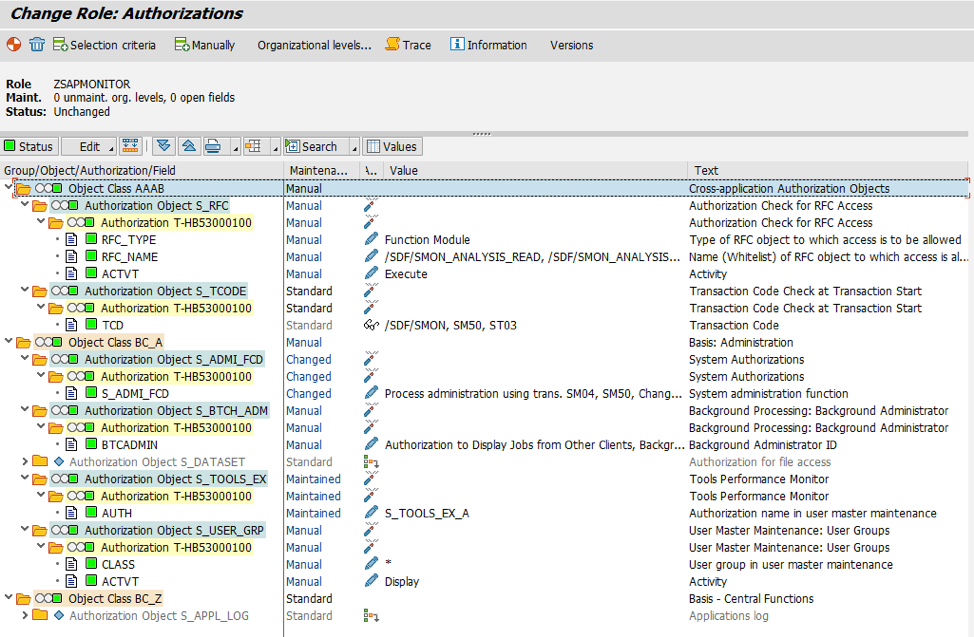 Change Role: Authorizations
Selection criteria Manually Organizational levels... Trace Information Versions
Role ZSAPMONITOR
Maint. 0 unmaint. org. levels, 0 open fields
Status: Unchanged
Status Edit Search Values
Group/Object/Authorization/Field Maintena... \.. Value Text
Object Class AAAB Manual Cross-application Authorization Objects
Authorization Object S_RFC Manual Authorization Check for RFC Access
Authorization T-HB53000100 Manual Authorization Check for RFC Access
RFC_TYPE Manual Function Module Type of RFC object to which access is to be allowed
RFC_NAME Manual /SDF/SMON_ANALYSIS_READ, /SDF/SMON_ANALYSIS... Name (Whitelist) of RFC object to which access is al...
ACTVT Manual Execute Activity
Authorization Object S_TCODE Standard Transaction Code Check at Transaction Start
Authorization T-HB53000100 Standard Transaction Code Check at Transaction Start
TCD Standard /SDF/SMON, SM50, ST03 Transaction Code
Object Class BC_A Manual Basis: Administration
Authorization Object S_ADMI_FCD Changed System Authorizations
Authorization T-HB53000100 Changed System Authorizations
S_ADMI_FCD Changed Process administration using trans. SM04, SM50, Chang... System administration function
Authorization Object S_BTCH_ADM Manual Background Processing: Background Administrator
Authorization T-HB53000100 Manual Background Processing: Background Administrator
BTCADMIN Manual Authorization to Display Jobs from Other Clients, Backgr... Background Administrator ID
Authorization Object S_DATASET Standard Authorization for file access
Authorization Object S_TOOLS_EX Maintained Tools Performance Monitor
Authorization T-HB53000100 Maintained Tools Performance Monitor
AUTH Maintained S_TOOLS_EX_A Authorization name in user master maintenance
Authorization Object S_USER_GRP Manual User Master Maintenance: User Groups
Authorization T-HB53000100 Manual User Master Maintenance: User Groups
CLASS Manual * User group in user master maintenance
ACTVT Manual Display Activity
Object Class BC_Z Standard Basis - Central Functions
Authorization Object S_APPL_LOG Standard Applications log